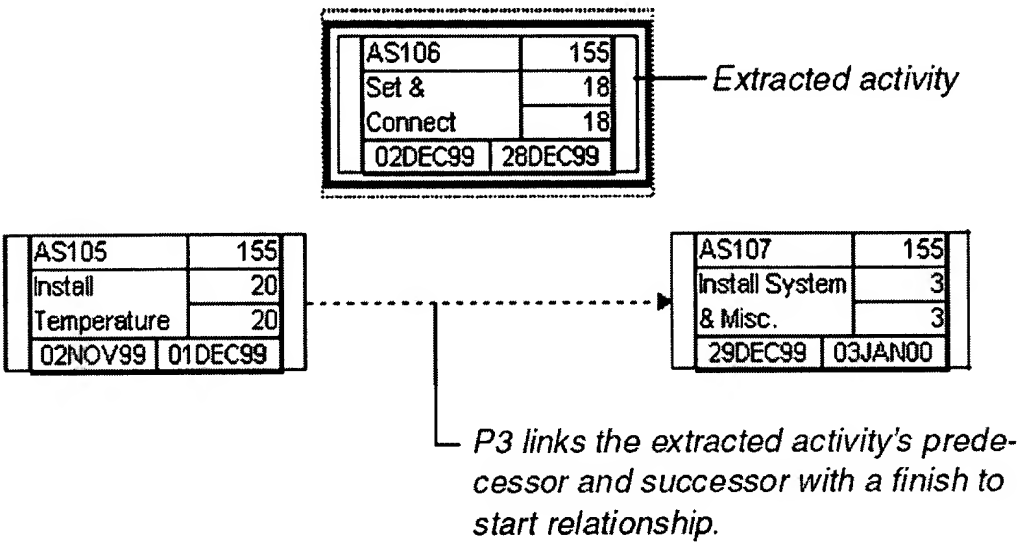 AS106 155
Set & 18
Connect 18
02DEC99 28DEC99
Extracted activity
AS105 155
Install 20
Temperature 20
02NOV99 01DEC99
AS107 155
Install System 3
& Misc. 3
29DEC99 03JAN00
P3 links the extracted activity's prede-
cessor and successor with a finish to
start relationship.